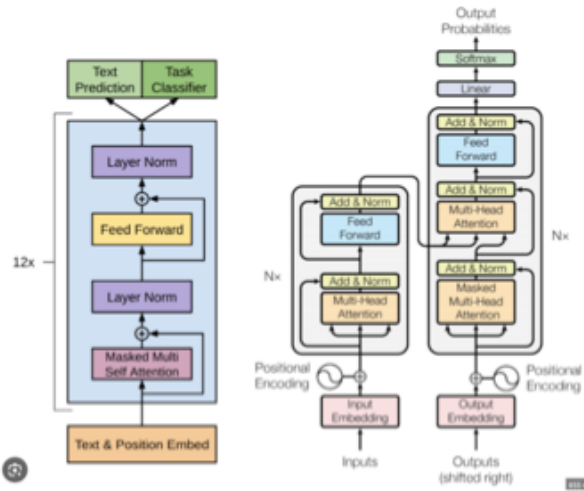 Text
Prediction
Task
Classifier
Layer Norm
Feed Forward
12x
Layer Norm
Masked Multi
Self Attention
Text & Position Embed
Output
Probabilities
Softmax
Linear
Add & Norm
Feed
Forward
Add & Norm
Multi-Head
Attention
Add & Norm
Masked
Multi-Head
Attention
Nx
Positional
Encoding
Output
Embedding
Outputs
(shifted right)
Add & Norm
Feed
Forward
Nx
Add & Norm
Multi-Head
Attention
Positional
Encoding
Input
Embedding
Inputs